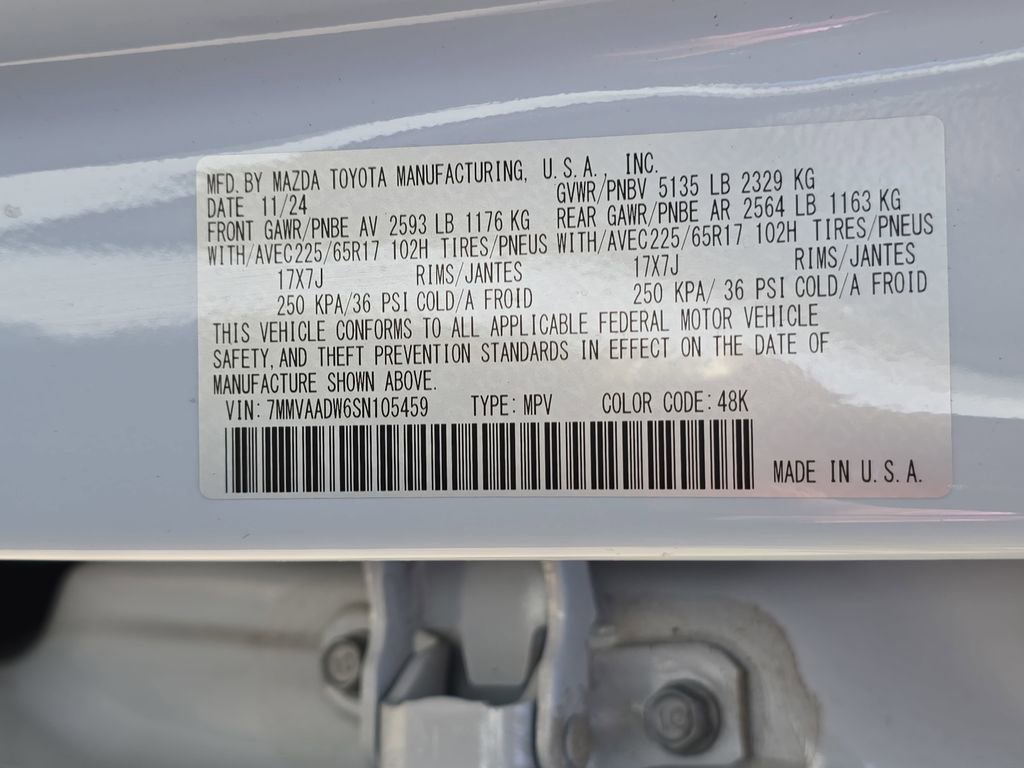 MFD. BY MAZDA TOYOTA MANUFACTURING, U.S.A., INC.
DATE 11/24 GVWR/PNBV 5135 LB 2329 KG
FRONT GAWR/PNBE AV 2593 LB 1176 KG REAR GAWR/PNBE AR 2564 LB 1163 KG
WITH/AVEC225/65R17 102H TIRES/PNEUS WITH/AVEC225/65R17 102H TIRES/PNEUS
17X7J RIMS/JANTES 17X7J RIMS/JANTES
250 KPA/36 PSI COLD/A FROID 250 KPA/ 36 PSI COLD/A FROID
THIS VEHICLE CONFORMS TO ALL APPLICABLE FEDERAL MOTOR VEHICLE
SAFETY, AND THEFT PREVENTION STANDARDS IN EFFECT ON THE DATE OF
MANUFACTURE SHOWN ABOVE.
VIN: 7MMVAADW6SN105459 TYPE: MPV COLOR CODE: 48K
MADE IN U.S.A.